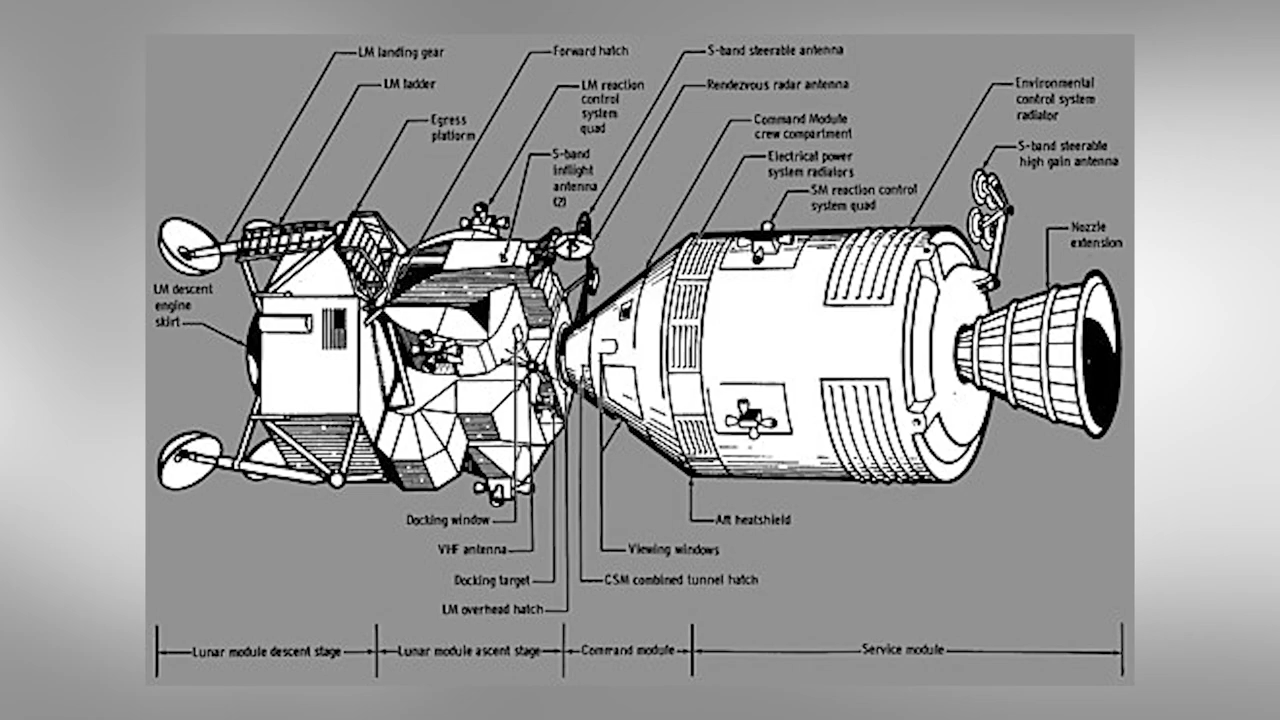 LM landing gear
Forward hatch
S-band steerable antenna
LM ladder
LM reaction
control
system
quad
Rendezvous radar antenna
Environmental
control system
radiator
Egress
platform
Command Module
crew compartment
S-band
inflight
antenna
(2)
Electrical power
system radiators
S-band steerable
high gain antenna
SM reaction control
system quad
Nozzle
extension
LM descent
engine
skirt
Docking window
Aft heatshield
VHF antenna
Viewing windows
Docking target
CSM combined tunnel hatch
LM overhead hatch
Lunar module descent stage
Lunar module ascent stage
Command module
Service module